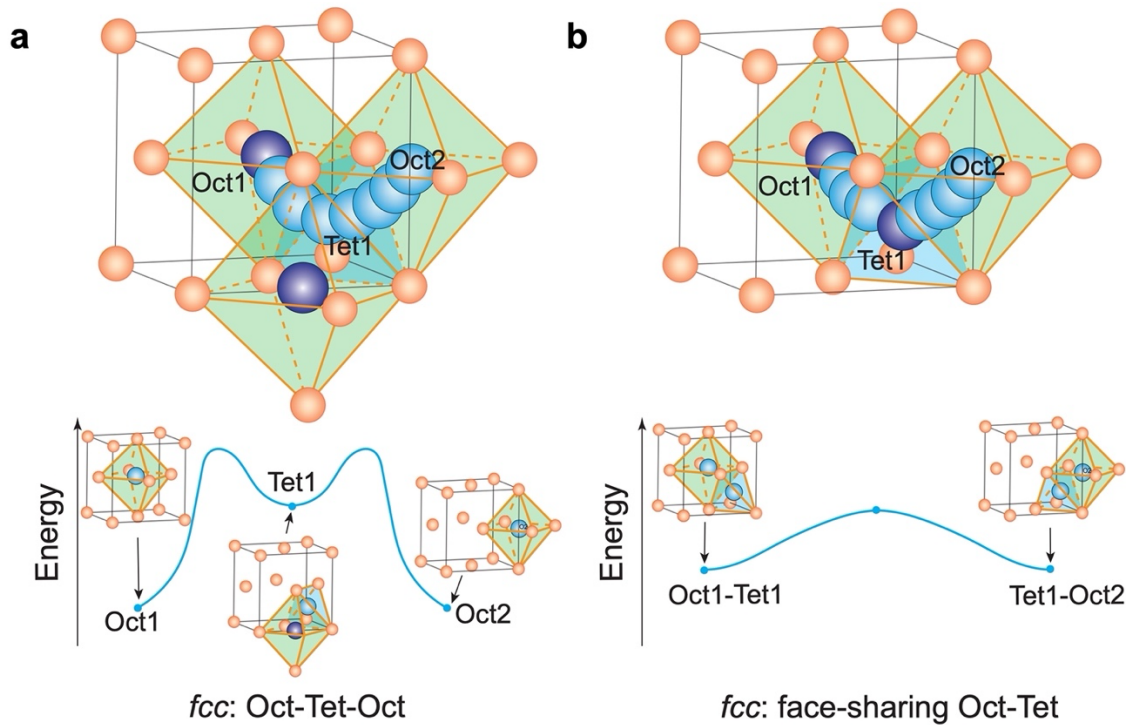 a
b
Oct1
Oct2
Tet1
Oct1
Oct2
Tet1
Energy
Oct1
Tet1
Oct2
Energy
Oct1-Tet1
Tet1-Oct2
fcc: Oct-Tet-Oct
fcc: face-sharing Oct-Tet